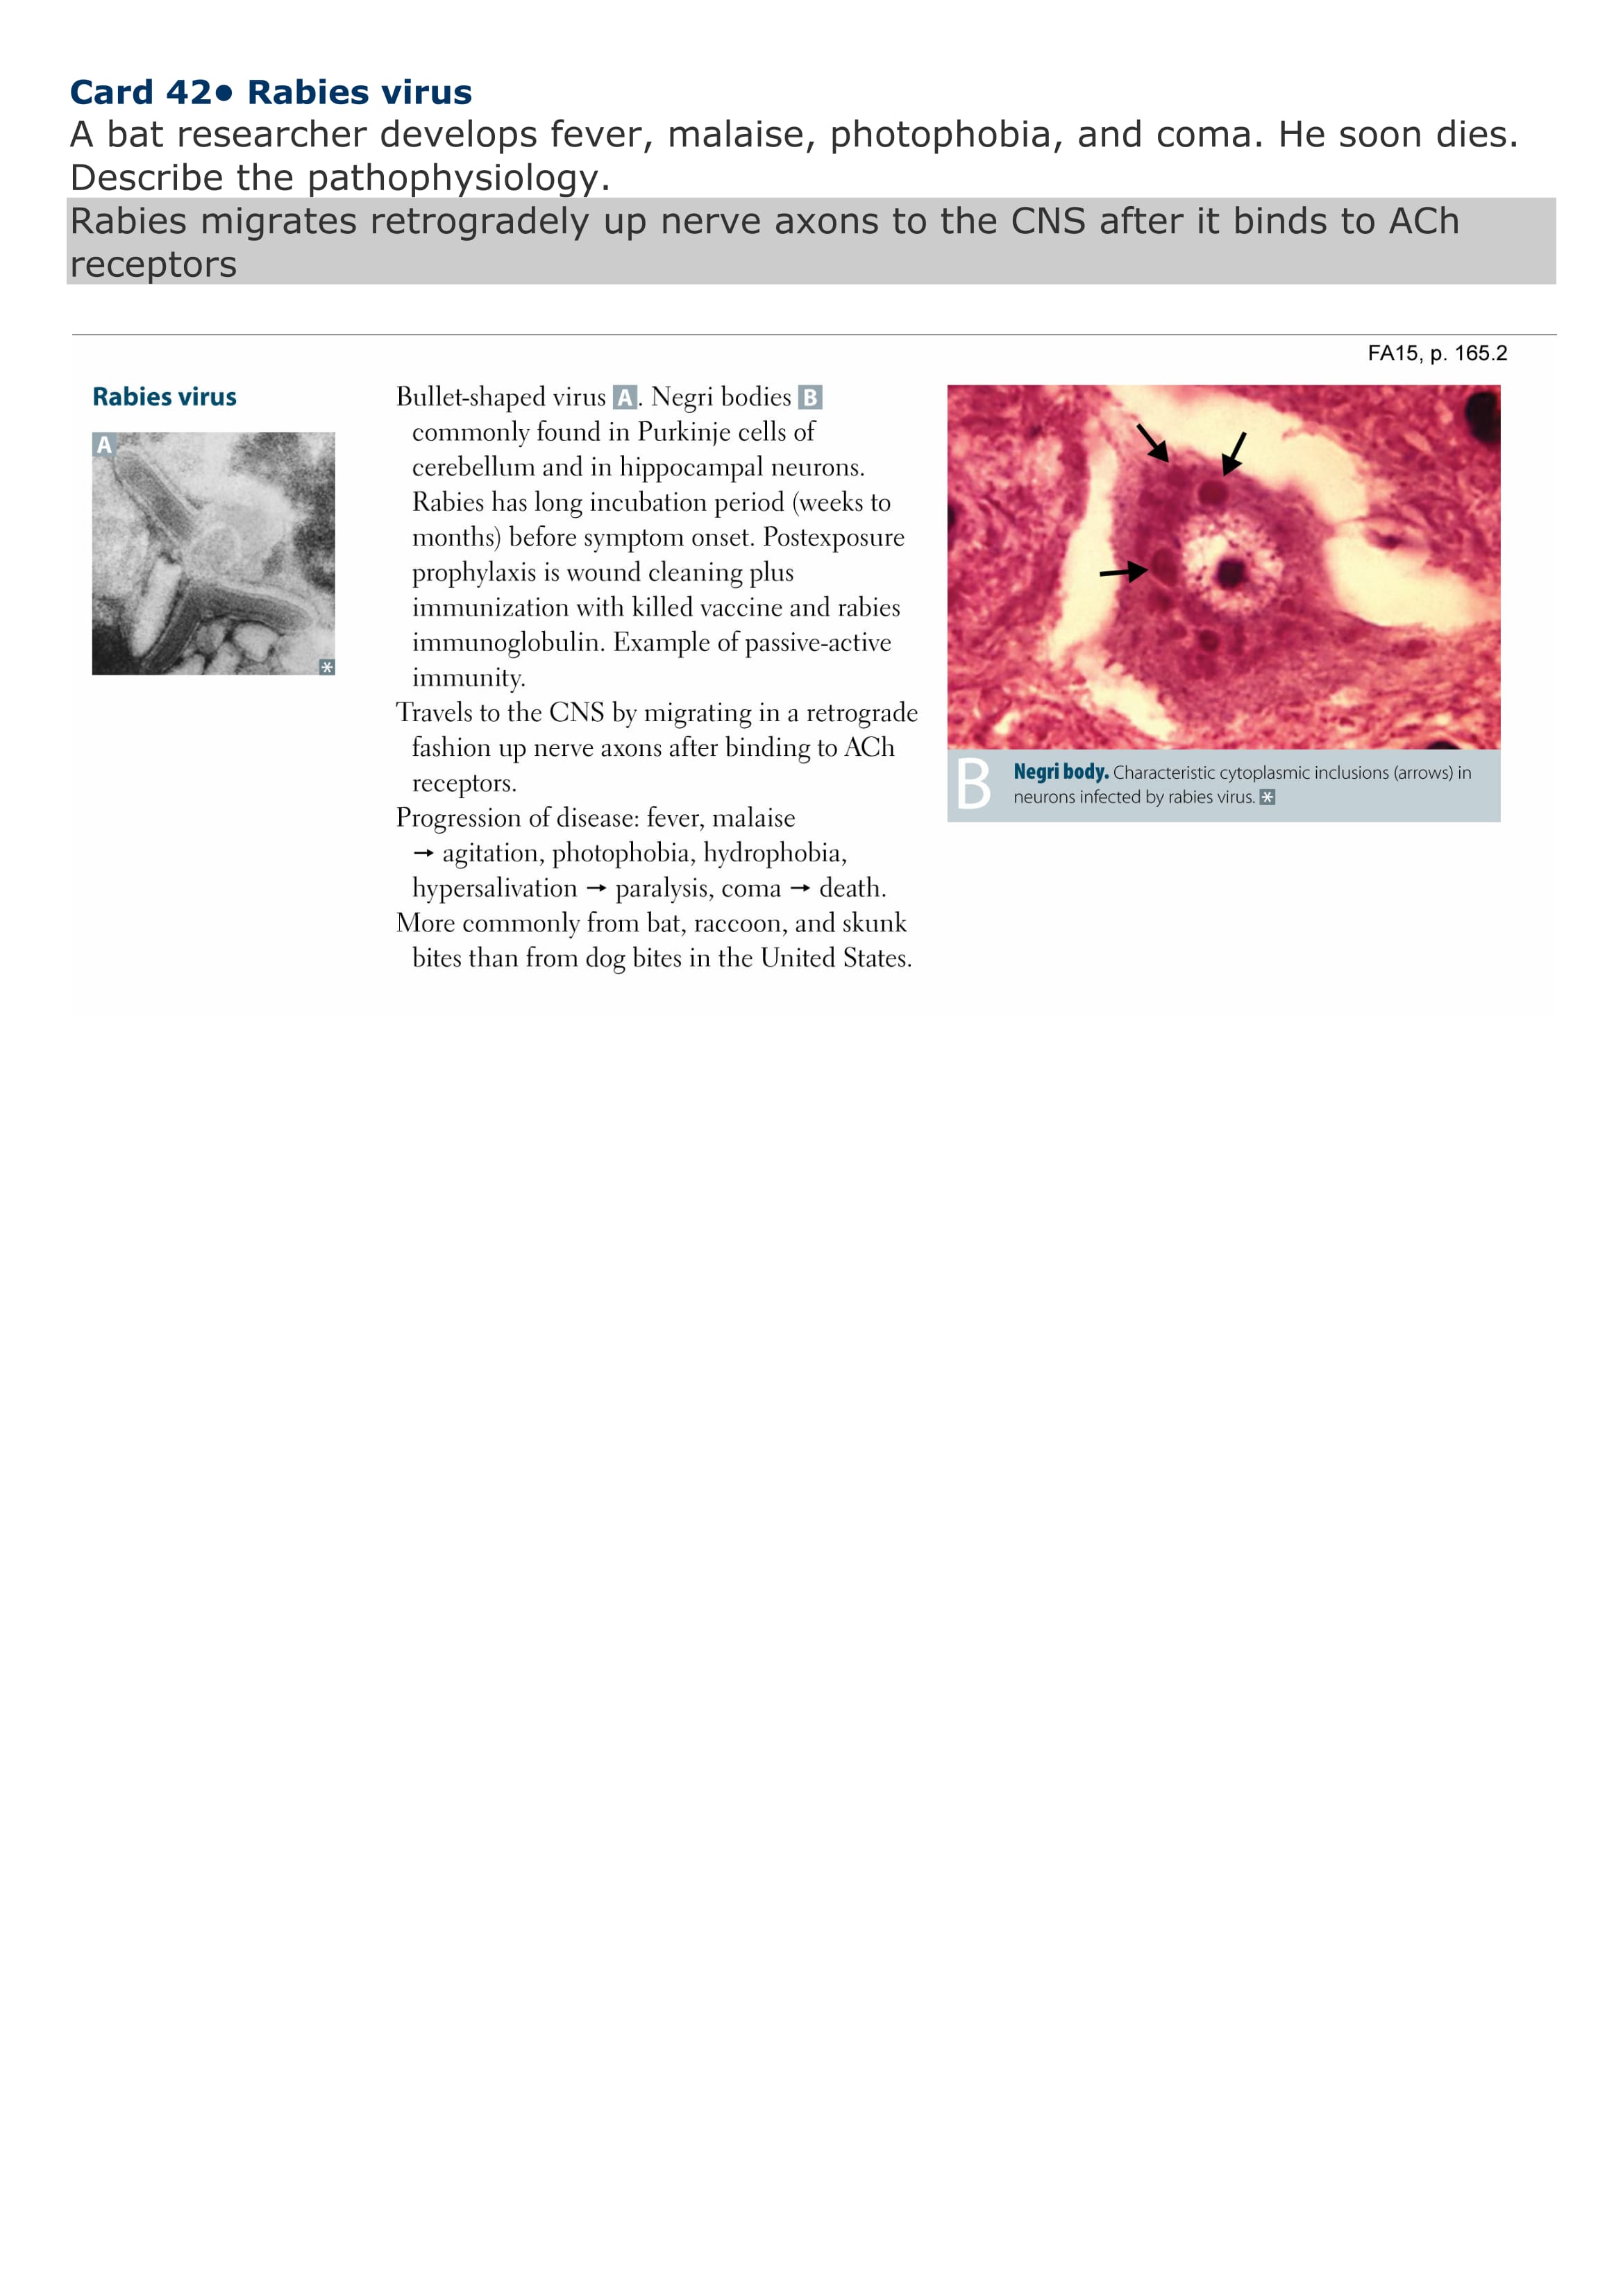 Card 42● Rabies virus
A bat researcher develops fever, malaise, photophobia, and coma. He soon dies.
Describe the pathophysiology.
Rabies migrates retrogradely up nerve axons to the CNS after it binds to ACh
receptors
FA15, p. 165.2
Rabies virus
A
*
Bullet-shaped virus A. Negri bodies B
commonly found in Purkinje cells of
cerebellum and in hippocampal neurons.
Rabies has long incubation period (weeks to
months) before symptom onset. Postexposure
prophylaxis is wound cleaning plus
immunization with killed vaccine and rabies
immunoglobulin. Example of passive-active
immunity.
Travels to the CNS by migrating in a retrograde
fashion up nerve axons after binding to ACh
receptors.
Progression of disease: fever, malaise
→ agitation, photophobia, hydrophobia,
hypersalivation → paralysis, coma → death.
More commonly from bat, raccoon, and skunk
bites than from dog bites in the United States.
B
Negri body. Characteristic cytoplasmic inclusions (arrows) in
neurons infected by rabies virus. *